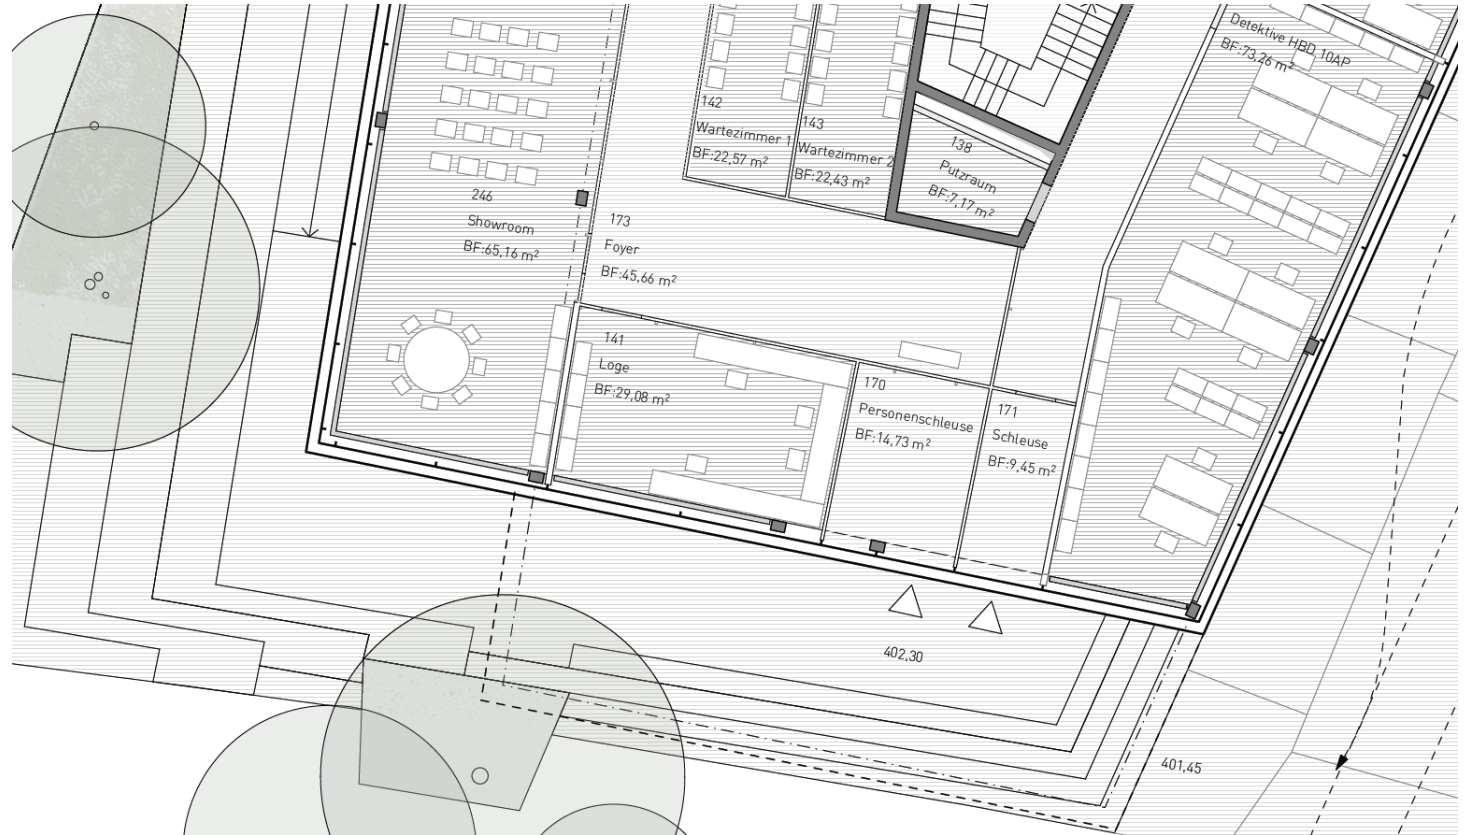 Detektive HBD 10AP
BF:73,26 m²
142
Wartezimmer 1
BF:22,57 m²
143
Wartezimmer 2
BF:22,43 m²
138
Putzraum
BF:7,17 m²
246
Showroom
BF:65,16 m²
173
Foyer
BF:45,66 m²
141
Loge
BF:29,08 m²
170
Personenschleuse
BF:14,73 m²
171
Schleuse
BF:9,45 m²
402,30
401,45